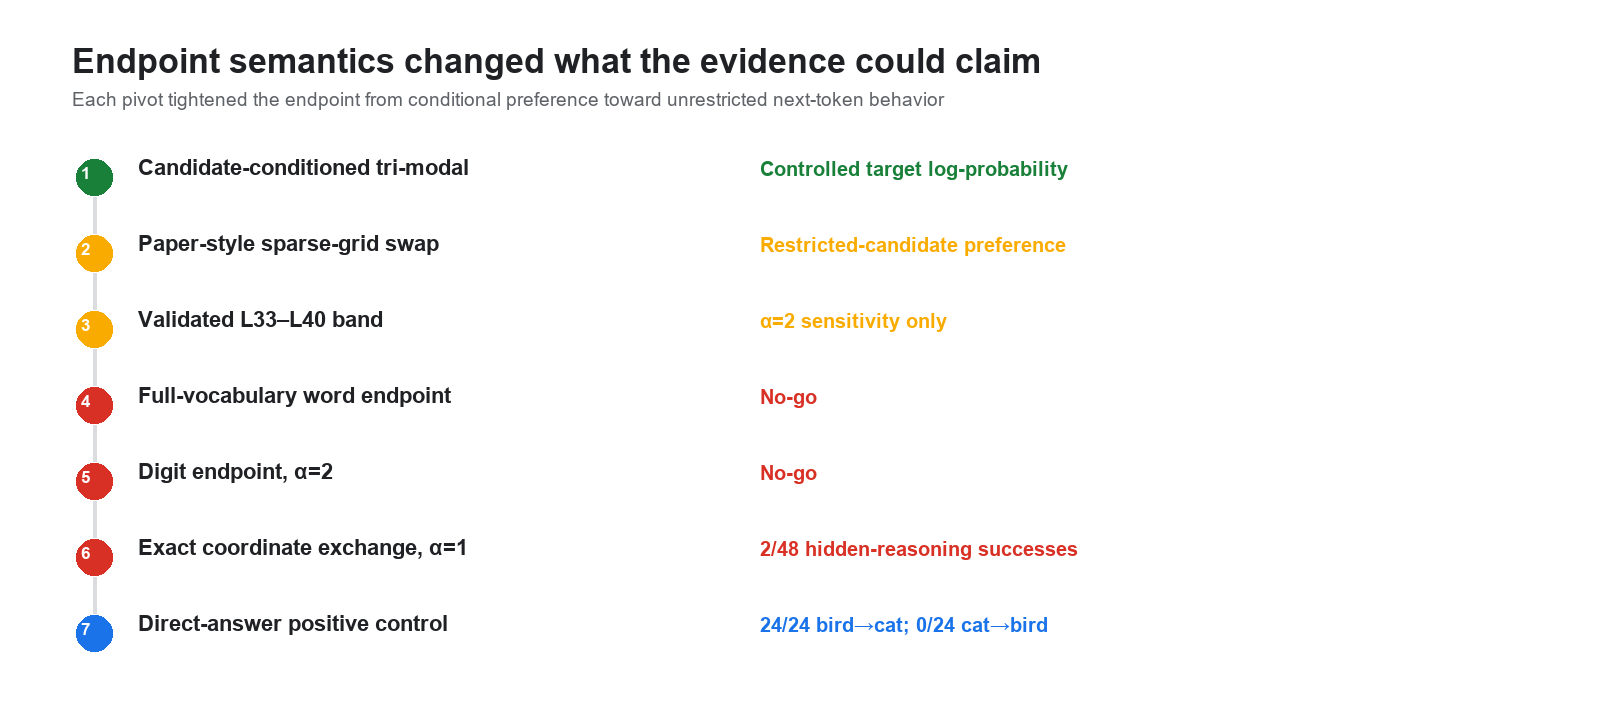 Endpoint semantics changed what the evidence could claim
Each pivot tightened the endpoint from conditional preference toward unrestricted next-token behavior
1 Candidate-conditioned tri-modal Controlled target log-probability
2 Paper-style sparse-grid swap Restricted-candidate preference
3 Validated L33–L40 band α=2 sensitivity only
4 Full-vocabulary word endpoint No-go
5 Digit endpoint, α=2 No-go
6 Exact coordinate exchange, α=1 2/48 hidden-reasoning successes
7 Direct-answer positive control 24/24 bird→cat; 0/24 cat→bird